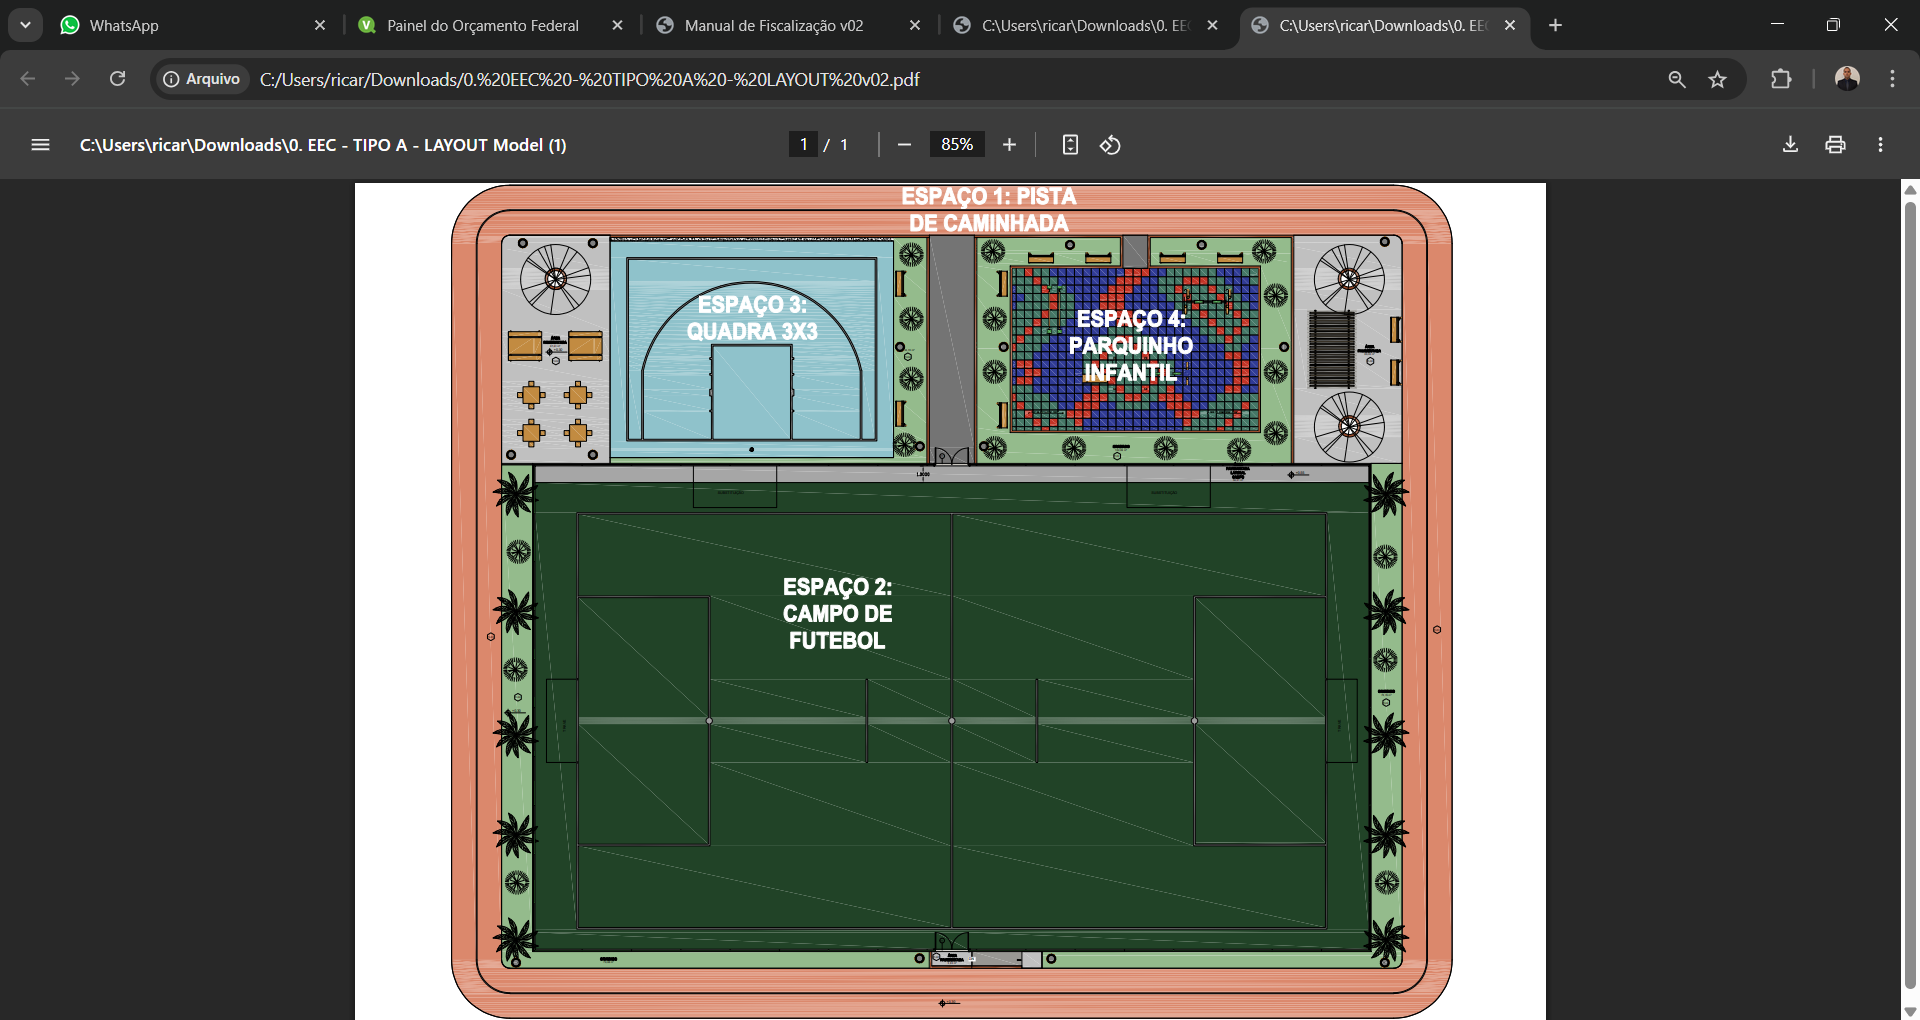 WhatsApp
Painel do Orçamento Federal
Manual de Fiscalização v02
C:\Users\ricar\Downloads\0. EEC
C:\Users\ricar\Downloads\0. EEC
Arquivo
C:/Users/ricar/Downloads/0.%20EEC%20-%20TIPO%20A%20-%20LAYOUT%20v02.pdf
C:\Users\ricar\Downloads\0. EEC - TIPO A - LAYOUT Model (1)
1 / 1
85%
ESPAÇO 1: PISTA
DE CAMINHADA
ESPAÇO 3:
QUADRA 3X3
ESPAÇO 4:
PARQUINHO
INFANTIL
ESPAÇO 2:
CAMPO DE
FUTEBOL